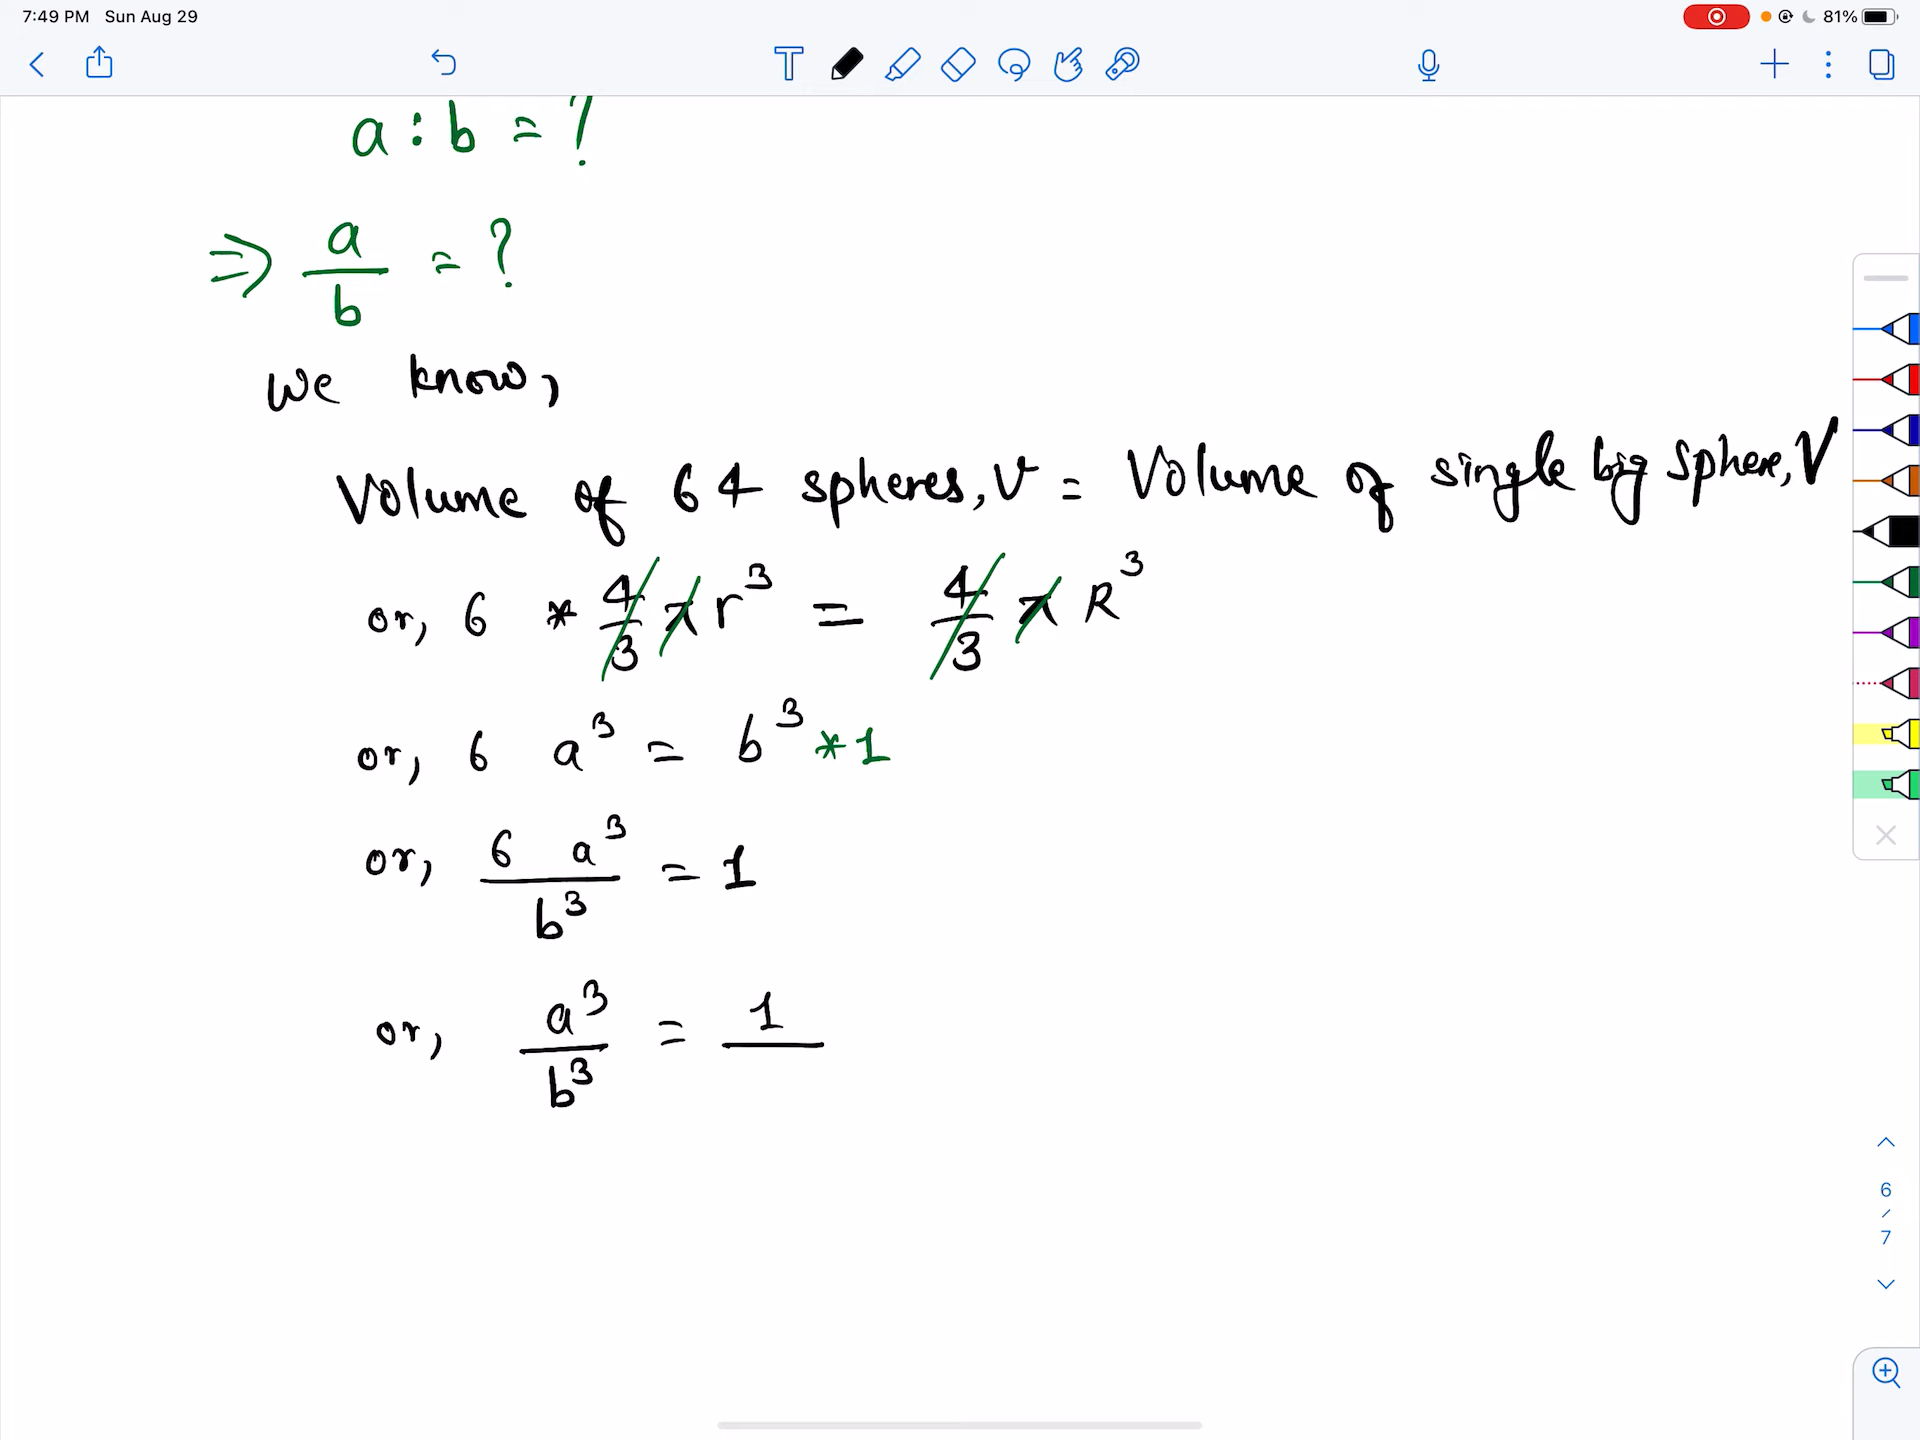 7:49 PM Sun Aug 29
81%
T
a : b = ?
⇒ a/b = ?
We know,
Volume of 64 spheres, V = Volume of single big sphere, V
or, 6 * 4/3 π r³ = 4/3 π R³
or, 6 a³ = b³ * 1
or, 6 a³/b³ = 1
or, a³/b³ = 1/
6
/
7